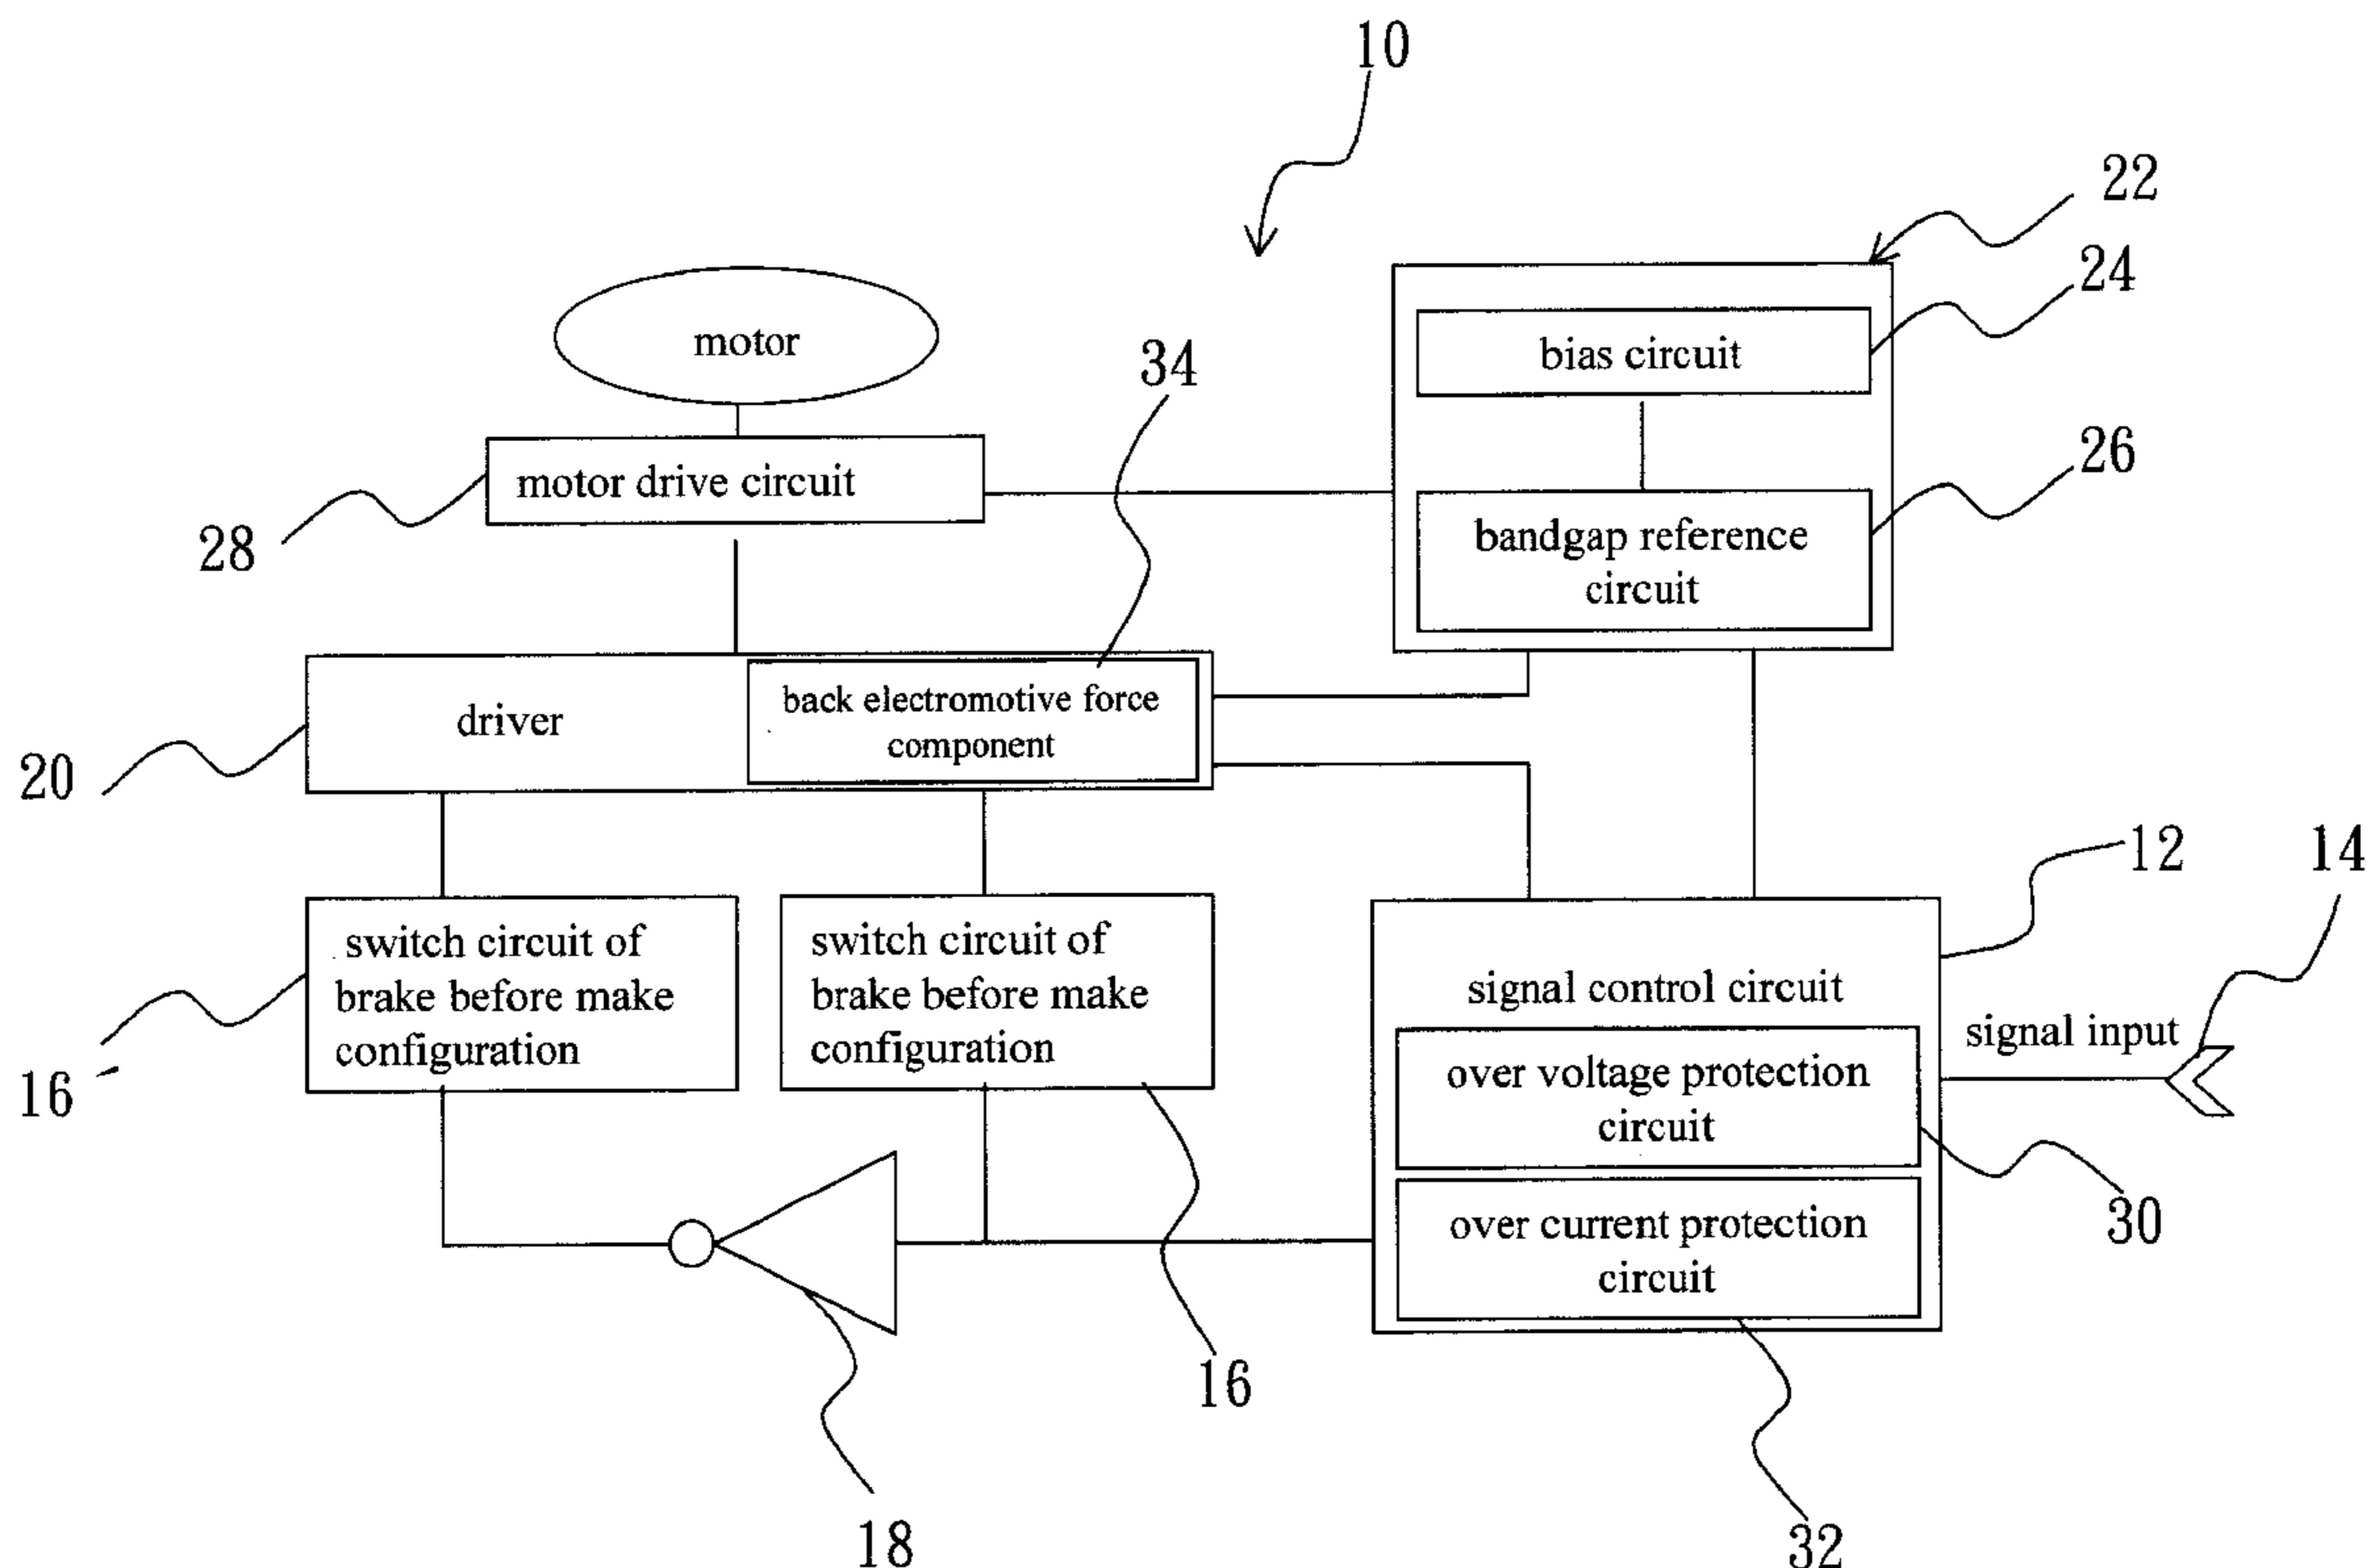 10
22
24
motor
bias circuit
34
26
motor drive circuit
28
bandgap reference
circuit
back electromotive force
component
driver
20
12
14
switch circuit of
brake before make
configuration
switch circuit of
brake before make
configuration
signal control circuit
signal input
16
over voltage protection
circuit
30
over current protection
circuit
16
18
32